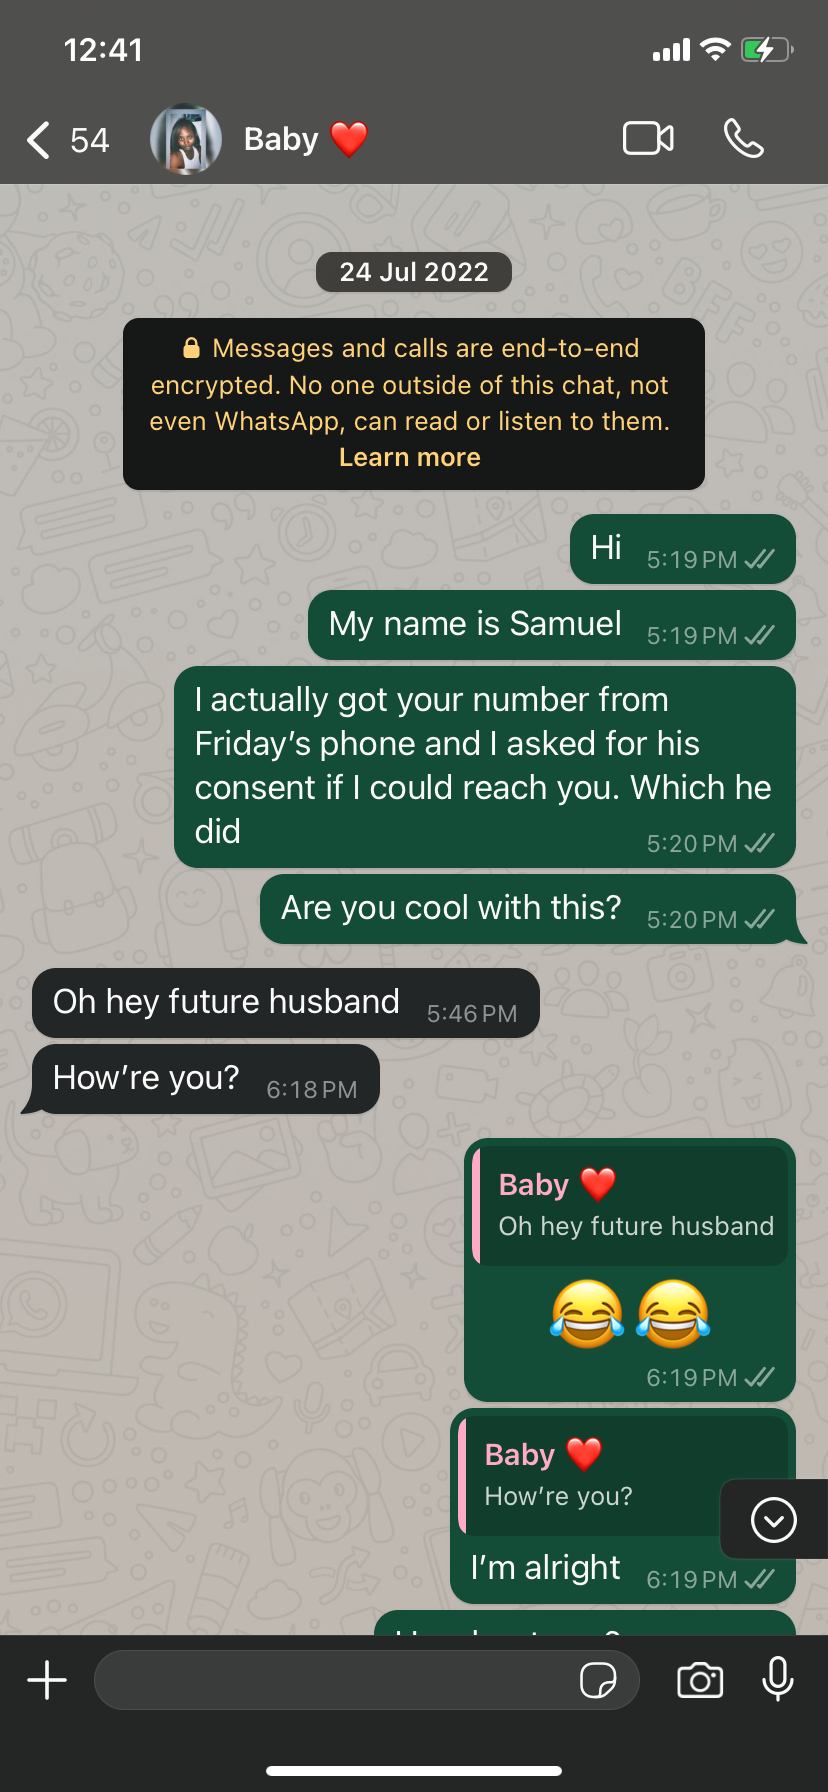 12:41
54
Baby ❤️
24 Jul 2022
🔒 Messages and calls are end-to-end
encrypted. No one outside of this chat, not
even WhatsApp, can read or listen to them.
Learn more
Hi 5:19 PM
My name is Samuel 5:19 PM
I actually got your number from
Friday’s phone and I asked for his
consent if I could reach you. Which he
did 5:20 PM
Are you cool with this? 5:20 PM
Oh hey future husband 5:46 PM
How’re you? 6:18 PM
Baby ❤️
Oh hey future husband
😂😂
6:19 PM
Baby ❤️
How’re you?
I’m alright 6:19 PM